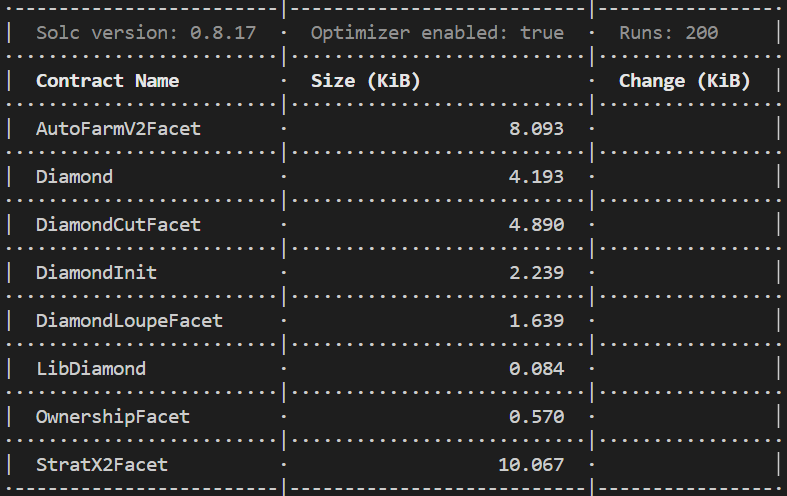 Solc version: 0.8.17 · Optimizer enabled: true · Runs: 200
Contract Name · Size (KiB) · Change (KiB)
AutoFarmV2Facet · 8.093 ·
Diamond · 4.193 ·
DiamondCutFacet · 4.890 ·
DiamondInit · 2.239 ·
DiamondLoupeFacet · 1.639 ·
LibDiamond · 0.084 ·
OwnershipFacet · 0.570 ·
StratX2Facet · 10.067 ·